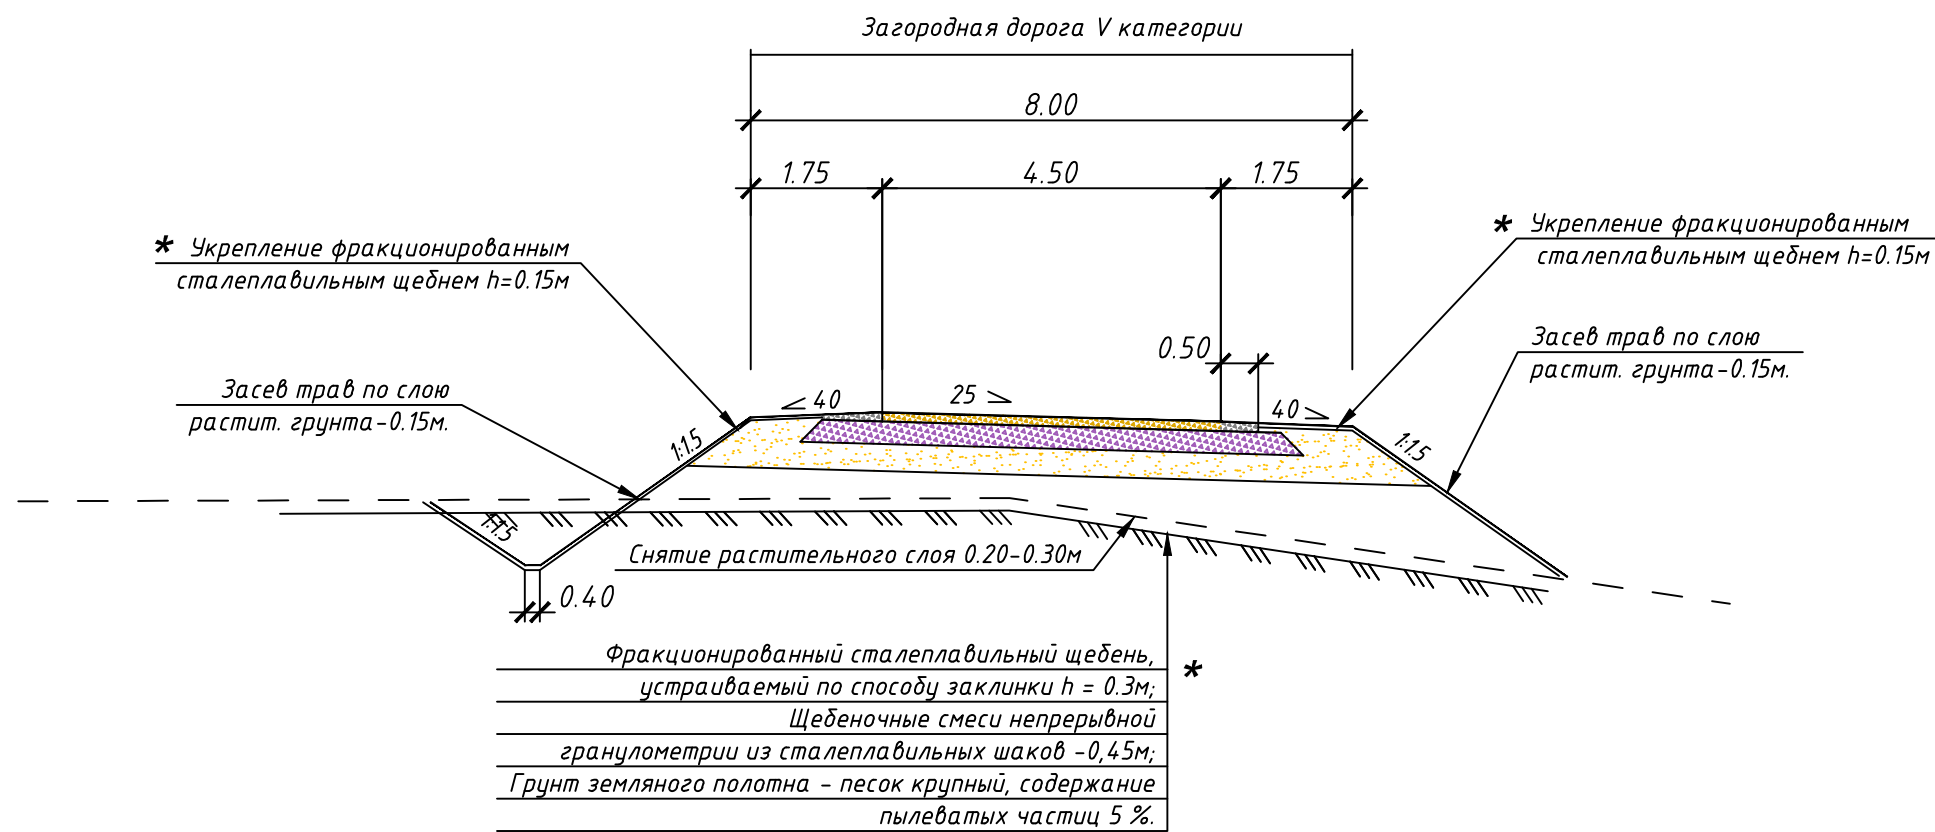 Загородная дорога V категории
8.00
1.75
4.50
1.75
* Укрепление фракционированным
сталеплавильным щебнем h=0.15м
* Укрепление фракционированным
сталеплавильным щебнем h=0.15м
0.50
Засев трав по слою
растит. грунта-0.15м.
Засев трав по слою
растит. грунта-0.15м.
40
25
40
1:1.5
1:1.5
1:1.5
Снятие растительного слоя 0.20-0.30м
0.40
Фракционированный сталеплавильный щебень,
устраиваемый по способу заклинки h = 0.3м;
*
Щебеночные смеси непрерывной
гранулометрии из сталеплавильных шаков -0,45м;
Грунт земляного полотна - песок крупный, содержание
пылеватых частиц 5 %.